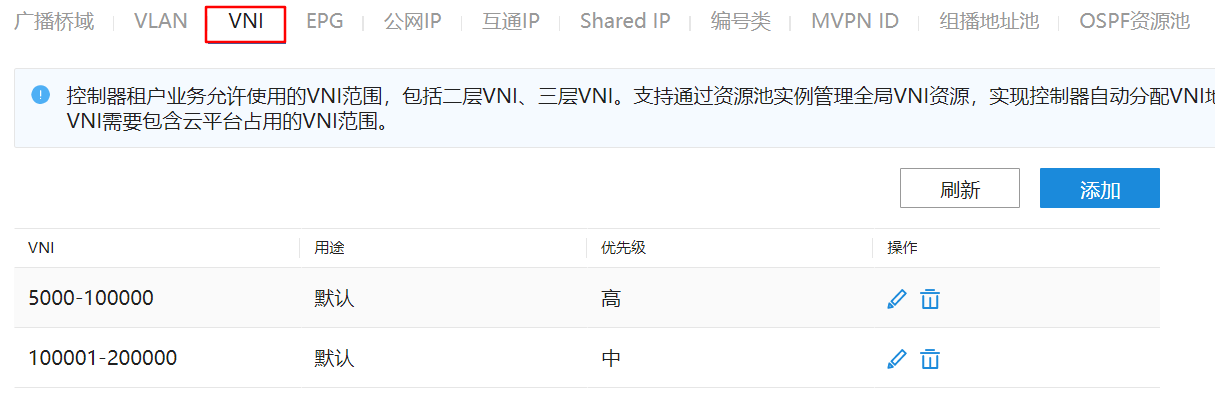 广播桥域 VLAN VNI EPG 公网IP 互通IP Shared IP 编号类 MVPN ID 组播地址池 OSPF资源池
控制器租户业务允许使用的VNI范围，包括二层VNI、三层VNI。支持通过资源池实例管理全局VNI资源，实现控制器自动分配VNI
VNI需要包含云平台占用的VNI范围。
刷新 添加
VNI 用途 优先级 操作
5000-100000 默认 高
100001-200000 默认 中